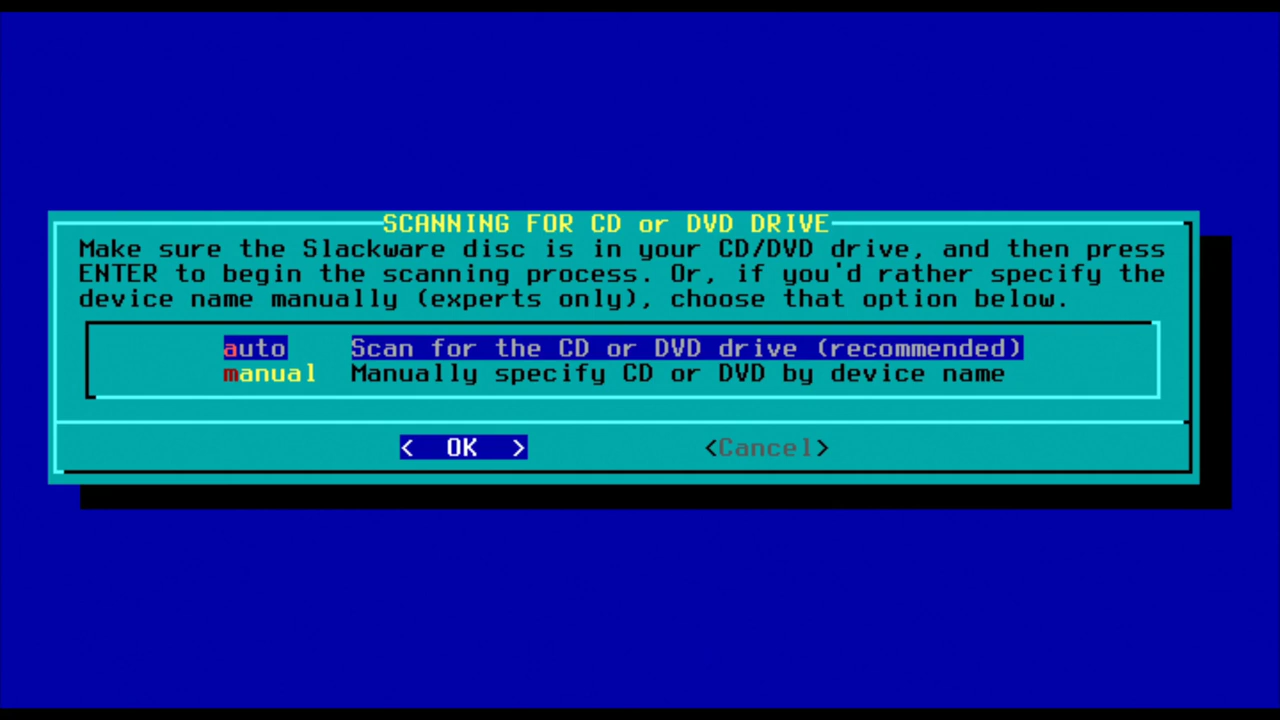 SCANNING FOR CD or DVD DRIVE
Make sure the Slackware disc is in your CD/DVD drive, and then press
ENTER to begin the scanning process. Or, if you'd rather specify the
device name manually (experts only), choose that option below.
auto Scan for the CD or DVD drive (recommended)
manual Manually specify CD or DVD by device name
< OK > <Cancel>